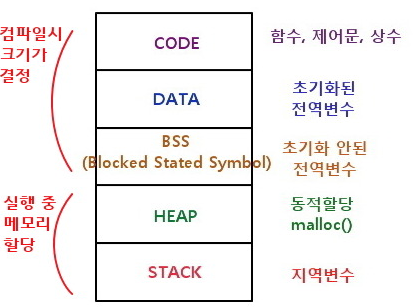 컴파일시
크기가
결정
CODE
함수, 제어문, 상수
DATA
초기화된
전역변수
BSS
(Blocked Stated Symbol)
초기화 안된
전역변수
실행 중
메모리
할당
HEAP
동적할당
malloc()
STACK
지역변수